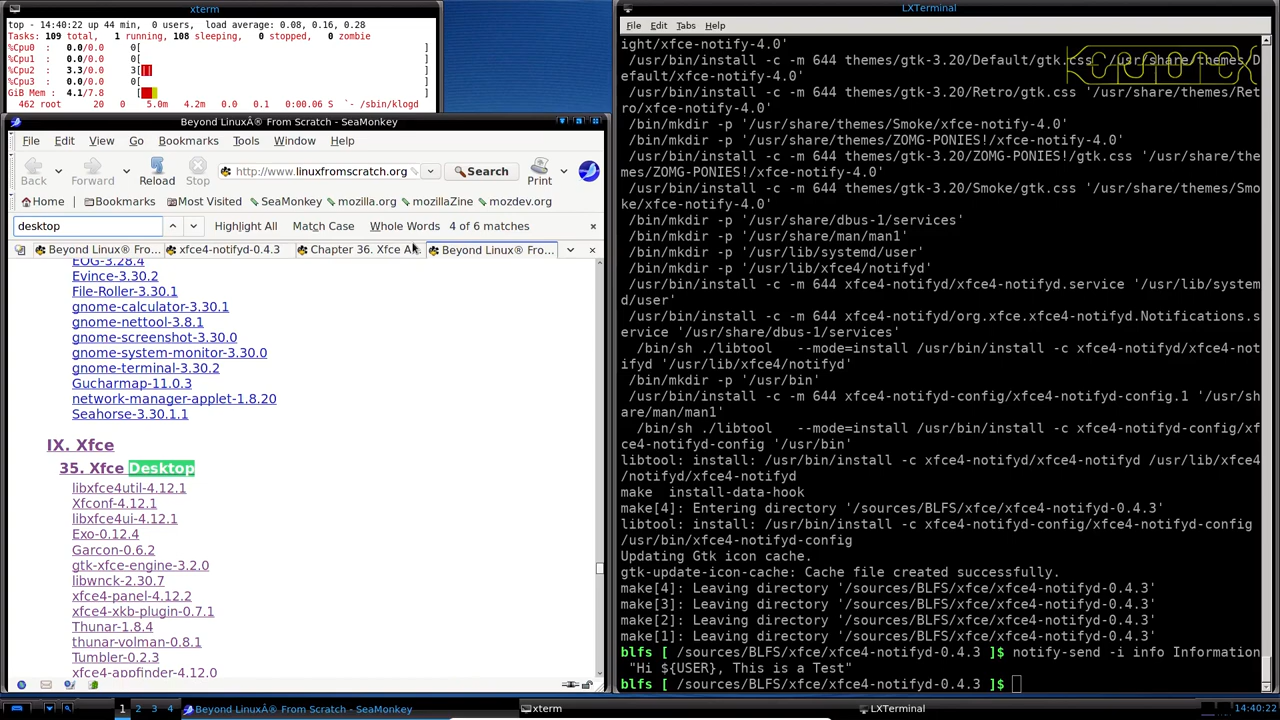 xterm
top - 14:40:22 up 44 min, 0 users, load average: 0.08, 0.16, 0.28
Tasks: 109 total, 1 running, 108 sleeping, 0 stopped, 0 zombie
%Cpu0 : 0.0/0.0 0[ ]
%Cpu1 : 0.0/0.0 0[ ]
%Cpu2 : 3.3/0.0 3[ ]
%Cpu3 : 0.0/0.0 0[ ]
GiB Mem : 4.1/7.8 [ ]
462 root 20 0 5.0m 4.2m 0.0 0.1 0:00.06 S `- /sbin/klogd
Beyond LinuxÂ® From Scratch - SeaMonkey
File Edit View Go Bookmarks Tools Window Help
Back Forward Reload Stop http://www.linuxfromscratch.org Search Print
Home Bookmarks Most Visited SeaMonkey mozilla.org mozillaZine mozdev.org
desktop Highlight All Match Case Whole Words 4 of 6 matches
Beyond Linux® Fro... xfce4-notifyd-0.4.3 Chapter 36. Xfce A... Beyond Linux® Fro...
EOG-3.28.4
Evince-3.30.2
File-Roller-3.30.1
gnome-calculator-3.30.1
gnome-nettool-3.8.1
gnome-screenshot-3.30.0
gnome-system-monitor-3.30.0
gnome-terminal-3.30.2
Gucharmap-11.0.3
network-manager-applet-1.8.20
Seahorse-3.30.1.1
IX. Xfce
35. Xfce Desktop
libxfce4util-4.12.1
Xfconf-4.12.1
libxfce4ui-4.12.1
Exo-0.12.4
Garcon-0.6.2
gtk-xfce-engine-3.2.0
libwnck-2.30.7
xfce4-panel-4.12.2
xfce4-xkb-plugin-0.7.1
Thunar-1.8.4
thunar-volman-0.8.1
Tumbler-0.2.3
xfce4-appfinder-4.12.0
LXTerminal
File Edit Tabs Help
ight/xfce-notify-4.0'
/usr/bin/install -c -m 644 themes/gtk-3.20/Default/gtk.css '/usr/share/themes/D
efault/xfce-notify-4.0'
/usr/bin/install -c -m 644 themes/gtk-3.20/Retro/gtk.css '/usr/share/themes/Ret
ro/xfce-notify-4.0'
/bin/mkdir -p '/usr/share/themes/Smoke/xfce-notify-4.0'
/bin/mkdir -p '/usr/share/themes/ZOMG-PONIES!/xfce-notify-4.0'
/usr/bin/install -c -m 644 themes/gtk-3.20/ZOMG-PONIES!/gtk.css '/usr/share/the
mes/ZOMG-PONIES!/xfce-notify-4.0'
/usr/bin/install -c -m 644 themes/gtk-3.20/Smoke/gtk.css '/usr/share/themes/Smo
ke/xfce-notify-4.0'
/bin/mkdir -p '/usr/share/dbus-1/services'
/bin/mkdir -p '/usr/share/man/man1'
/bin/mkdir -p '/usr/lib/systemd/user'
/bin/mkdir -p '/usr/lib/xfce4/notifyd'
/usr/bin/install -c -m 644 xfce4-notifyd/xfce4-notifyd.service '/usr/lib/system
d/user'
/usr/bin/install -c -m 644 xfce4-notifyd/org.xfce.xfce4-notifyd.Notifications.s
ervice '/usr/share/dbus-1/services'
/bin/sh ./libtool --mode=install /usr/bin/install -c xfce4-notifyd/xfce4-not
ifyd '/usr/lib/xfce4/notifyd'
/bin/mkdir -p '/usr/bin'
/usr/bin/install -c -m 644 xfce4-notifyd-config/xfce4-notifyd-config.1 '/usr/sh
are/man/man1'
/bin/sh ./libtool --mode=install /usr/bin/install -c xfce4-notifyd-config/xf
ce4-notifyd-config '/usr/bin'
libtool: install: /usr/bin/install -c xfce4-notifyd/xfce4-notifyd /usr/lib/xfce4
/notifyd/xfce4-notifyd
make install-data-hook
make[4]: Entering directory '/sources/BLFS/xfce/xfce4-notifyd-0.4.3'
libtool: install: /usr/bin/install -c xfce4-notifyd-config/xfce4-notifyd-config
/usr/bin/xfce4-notifyd-config
Updating Gtk icon cache.
gtk-update-icon-cache: Cache file created successfully.
make[4]: Leaving directory '/sources/BLFS/xfce/xfce4-notifyd-0.4.3'
make[3]: Leaving directory '/sources/BLFS/xfce/xfce4-notifyd-0.4.3'
make[2]: Leaving directory '/sources/BLFS/xfce/xfce4-notifyd-0.4.3'
make[1]: Leaving directory '/sources/BLFS/xfce/xfce4-notifyd-0.4.3'
blfs [ /sources/BLFS/xfce/xfce4-notifyd-0.4.3 ]$ notify-send -i info Information
"Hi ${USER}, This is a Test"
blfs [ /sources/BLFS/xfce/xfce4-notifyd-0.4.3 ]$
1 2 3 4 Beyond LinuxÂ® From Scratch - SeaMonkey xterm LXTerminal 14:40:22